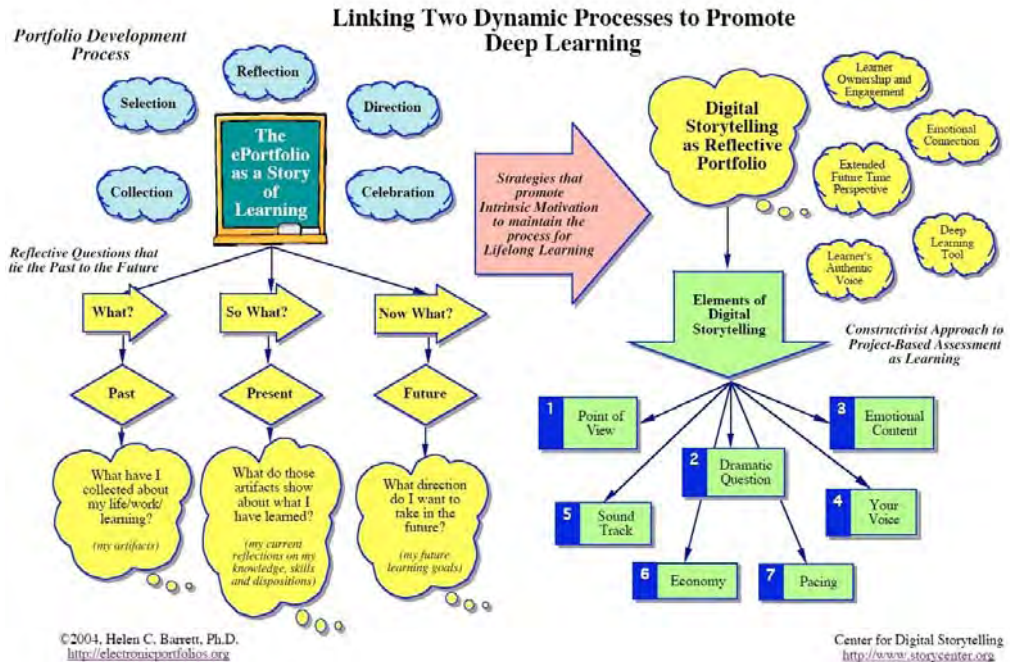 Linking Two Dynamic Processes to Promote
Deep Learning
Portfolio Development
Process
Collection
Selection
Reflection
Direction
Celebration
The
ePortfolio
as a Story
of
Learning
Reflective Questions that
tie the Past to the Future
What?
So What?
Now What?
Past
Present
Future
What have I
collected about
my life/work/
learning?
(my artifacts)
What do those
artifacts show
about what I
have learned?
(my current
reflections on my
knowledge, skills
and dispositions)
What direction
do I want to
take in the
future?
(my future
learning goals)
Strategies that
promote
Intrinsic Motivation
to maintain the
process for
Lifelong Learning
Digital
Storytelling
as Reflective
Portfolio
Learner
Ownership and
Engagement
Emotional
Connection
Extended
Future Time
Perspective
Deep
Learning
Tool
Learner's
Authentic
Voice
Elements of
Digital
Storytelling
Constructivist Approach to
Project-Based Assessment
as Learning
1
Point of
View
2
Dramatic
Question
3
Emotional
Content
4
Your
Voice
5
Sound
Track
6
Economy
7
Pacing
©2004, Helen C. Barrett, Ph.D.
http://electronicportfolios.org
Center for Digital Storytelling
http://www.storycenter.org